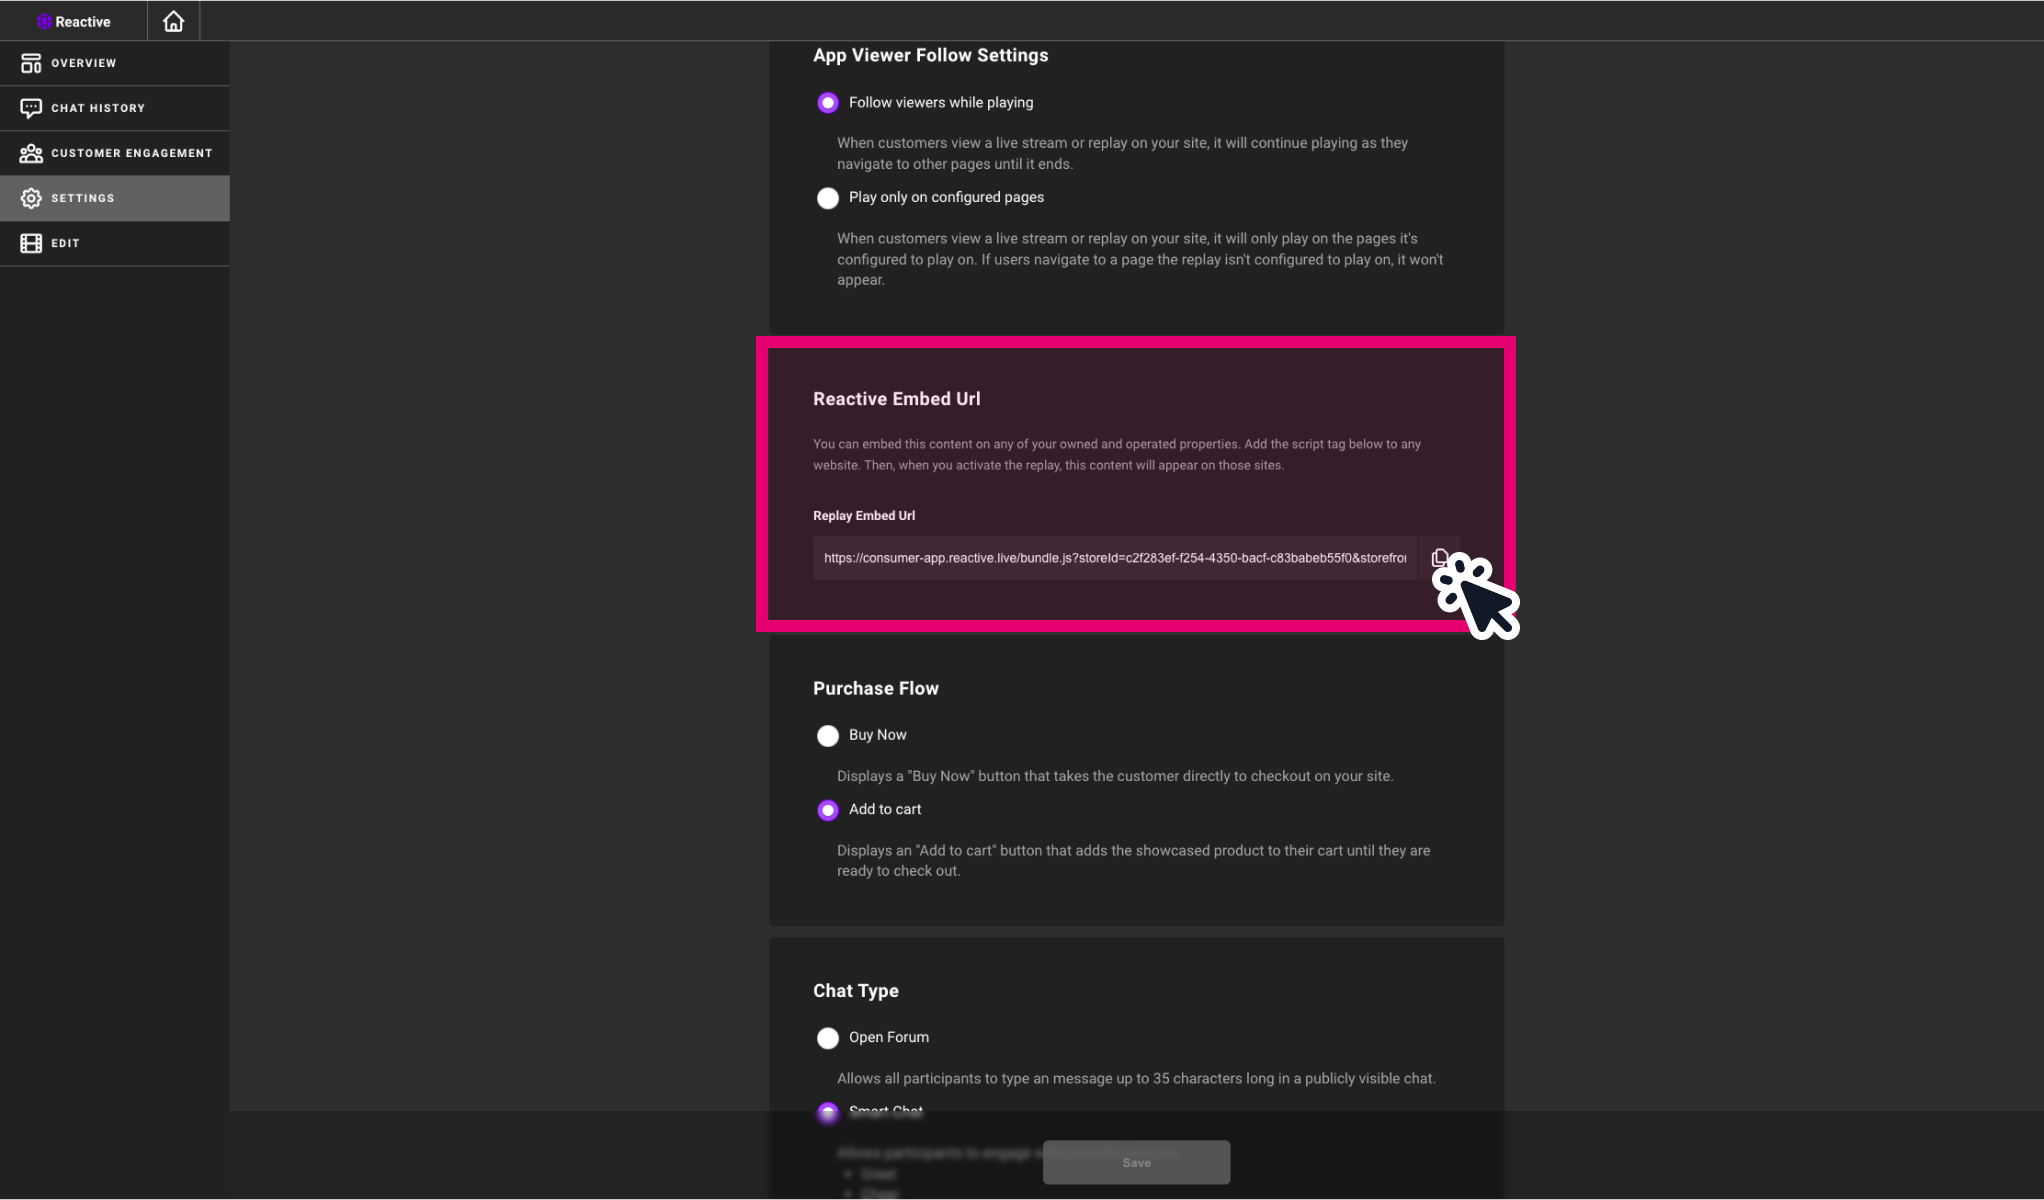 Reactive
OVERVIEW
CHAT HISTORY
CUSTOMER ENGAGEMENT
SETTINGS
EDIT
App Viewer Follow Settings
Follow viewers while playing
When customers view a live stream or replay on your site, it will continue playing as they
navigate to other pages until it ends.
Play only on configured pages
When customers view a live stream or replay on your site, it will only play on the pages it's
configured to play on. If users navigate to a page the replay isn't configured to play on, it won't
appear.
Reactive Embed Url
You can embed this content on any of your owned and operated properties. Add the script tag below to any
website. Then, when you activate the replay, this content will appear on those sites.
Replay Embed Url
https://consumer-app.reactive.live/bundle.js?storeId=c2f283ef-f254-4350-bacf-c83babeb55f0&storefro
Purchase Flow
Buy Now
Displays a "Buy Now" button that takes the customer directly to checkout on your site.
Add to cart
Displays an "Add to cart" button that adds the showcased product to their cart until they are
ready to check out.
Chat Type
Open Forum
Allows all participants to type an message up to 35 characters long in a publicly visible chat.
Smart Chat
Allows participants to engage
Save
Greet